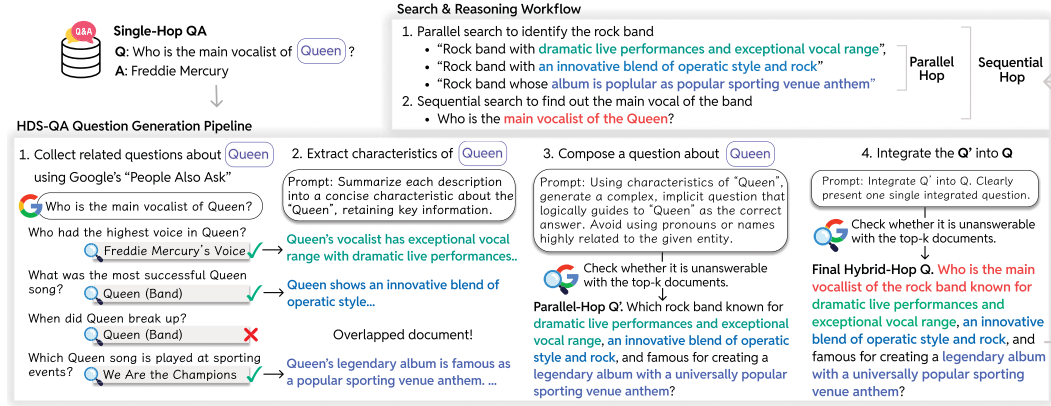 Q&A
Single-Hop QA
Q: Who is the main vocalist of Queen ?
A: Freddie Mercury
Search & Reasoning Workflow
1. Parallel search to identify the rock band
• “Rock band with dramatic live performances and exceptional vocal range”,
• “Rock band with an innovative blend of operatic style and rock”
• “Rock band whose album is poplular as popular sporting venue anthem”
2. Sequential search to find out the main vocal of the band
• Who is the main vocalist of the Queen?
Parallel
Hop
Sequential
Hop
HDS-QA Question Generation Pipeline
1. Collect related questions about Queen
using Google's “People Also Ask”
Who is the main vocalist of Queen?
Who had the highest voice in Queen?
Freddie Mercury's Voice
What was the most successful Queen
song?
Queen (Band)
When did Queen break up?
Queen (Band)
Which Queen song is played at sporting
events?
We Are the Champions
2. Extract characteristics of Queen
Prompt: Summarize each description
into a concise characteristic about the
“Queen”, retaining key information.
Queen's vocalist has exceptional vocal
range with dramatic live performances..
Queen shows an innovative blend of
operatic style...
Overlapped document!
Queen's legendary album is famous as
a popular sporting venue anthem. ...
3. Compose a question about Queen
Prompt: Using characteristics of “Queen”,
generate a complex, implicit question that
logically guides to “Queen” as the correct
answer. Avoid using pronouns or names
highly related to the given entity.
Check whether it is unanswerable
with the top-k documents.
Parallel-Hop Q'. Which rock band known for
dramatic live performances and exceptional
vocal range, an innovative blend of operatic
style and rock, and famous for creating a
legendary album with a universally popular
sporting venue anthem?
4. Integrate the Q' into Q
Prompt: Integrate Q' into Q. Clearly
present one single integrated question.
Check whether it is unanswerable
with the top-k documents.
Final Hybrid-Hop Q. Who is the main
vocallist of the rock band known for
dramatic live performances and
exceptional vocal range, an innovative
blend of operatic style and rock, and
famous for creating a legendary album
with a universally popular sporting
venue anthem?